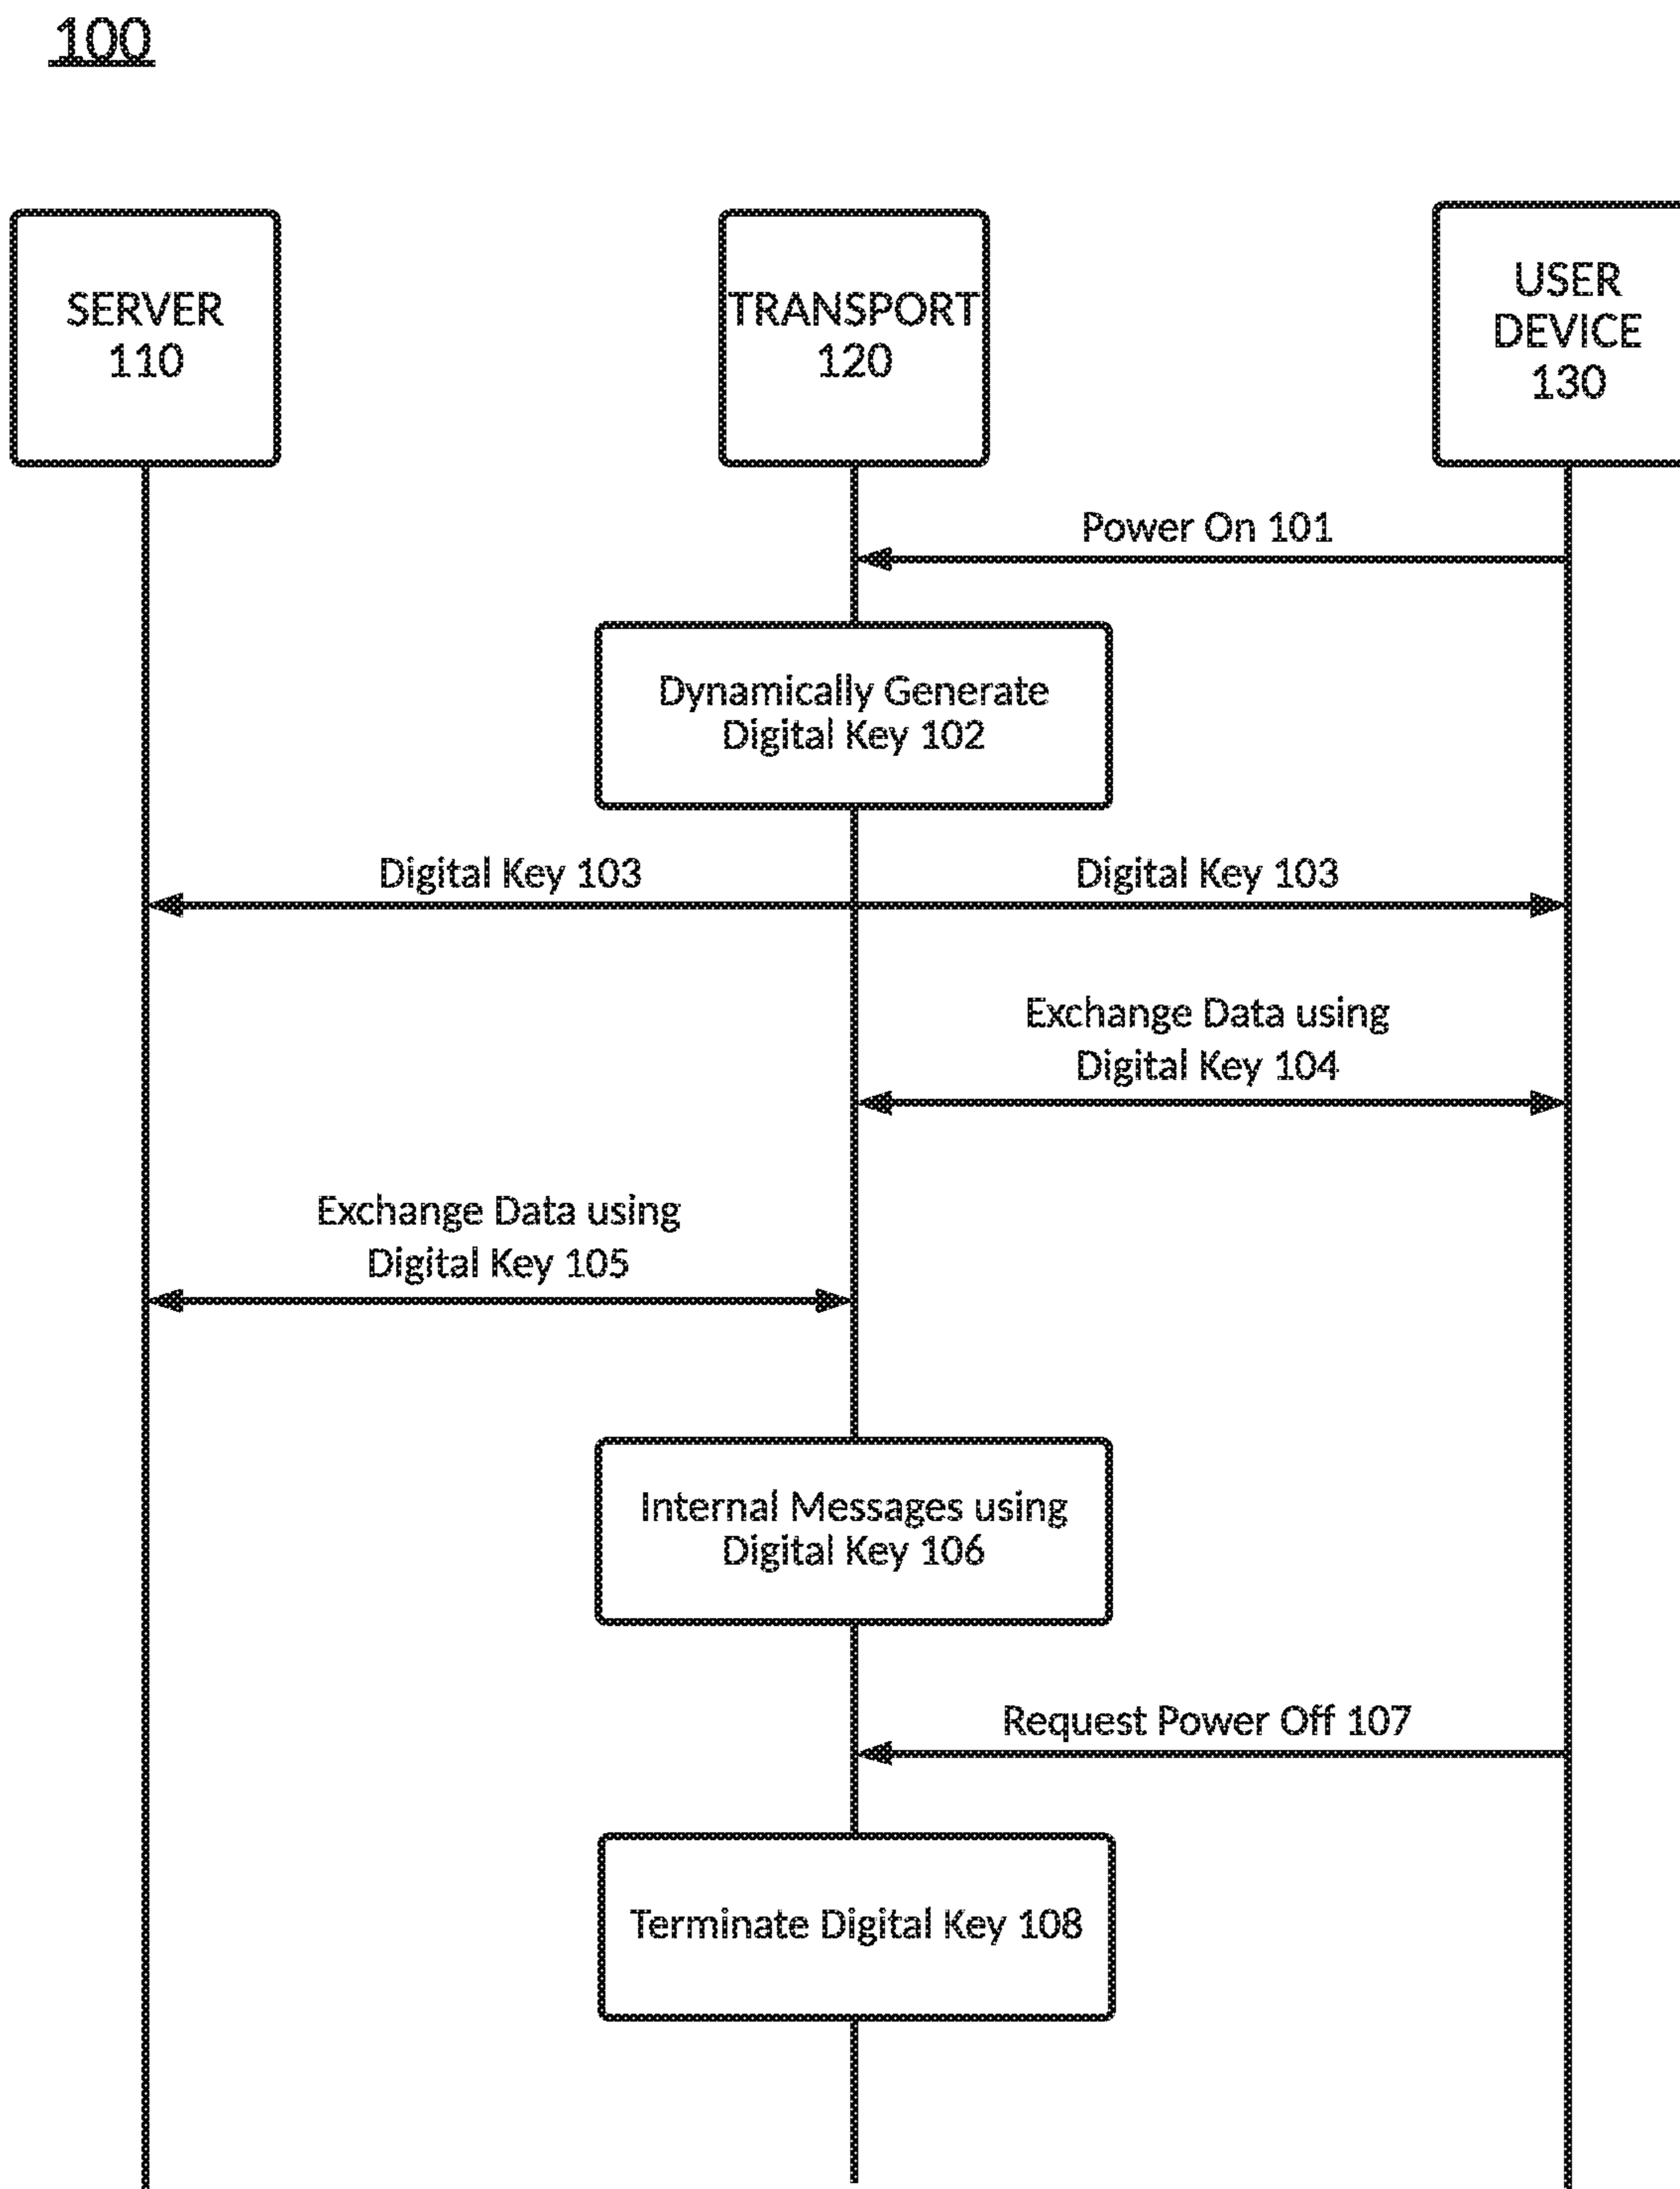 100
SERVER
110
TRANSPORT
120
USER
DEVICE
130
Power On 101
Dynamically Generate
Digital Key 102
Digital Key 103
Digital Key 103
Exchange Data using
Digital Key 104
Exchange Data using
Digital Key 105
Internal Messages using
Digital Key 106
Request Power Off 107
Terminate Digital Key 108